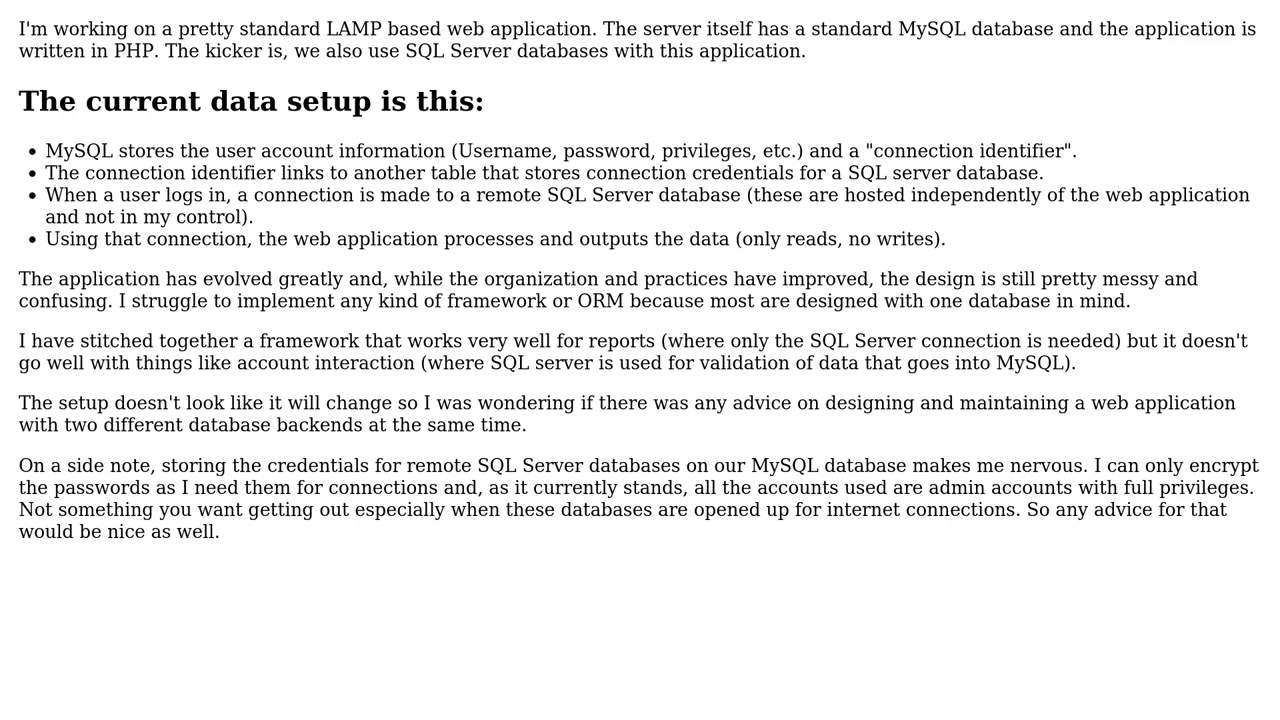 I'm working on a pretty standard LAMP based web application. The server itself has a standard MySQL database and the application is
written in PHP. The kicker is, we also use SQL Server databases with this application.
The current data setup is this:
• MySQL stores the user account information (Username, password, privileges, etc.) and a "connection identifier".
• The connection identifier links to another table that stores connection credentials for a SQL server database.
• When a user logs in, a connection is made to a remote SQL Server database (these are hosted independently of the web application
and not in my control).
• Using that connection, the web application processes and outputs the data (only reads, no writes).
The application has evolved greatly and, while the organization and practices have improved, the design is still pretty messy and
confusing. I struggle to implement any kind of framework or ORM because most are designed with one database in mind.
I have stitched together a framework that works very well for reports (where only the SQL Server connection is needed) but it doesn't
go well with things like account interaction (where SQL server is used for validation of data that goes into MySQL).
The setup doesn't look like it will change so I was wondering if there was any advice on designing and maintaining a web application
with two different database backends at the same time.
On a side note, storing the credentials for remote SQL Server databases on our MySQL database makes me nervous. I can only encrypt
the passwords as I need them for connections and, as it currently stands, all the accounts used are admin accounts with full privileges.
Not something you want getting out especially when these databases are opened up for internet connections. So any advice for that
would be nice as well.